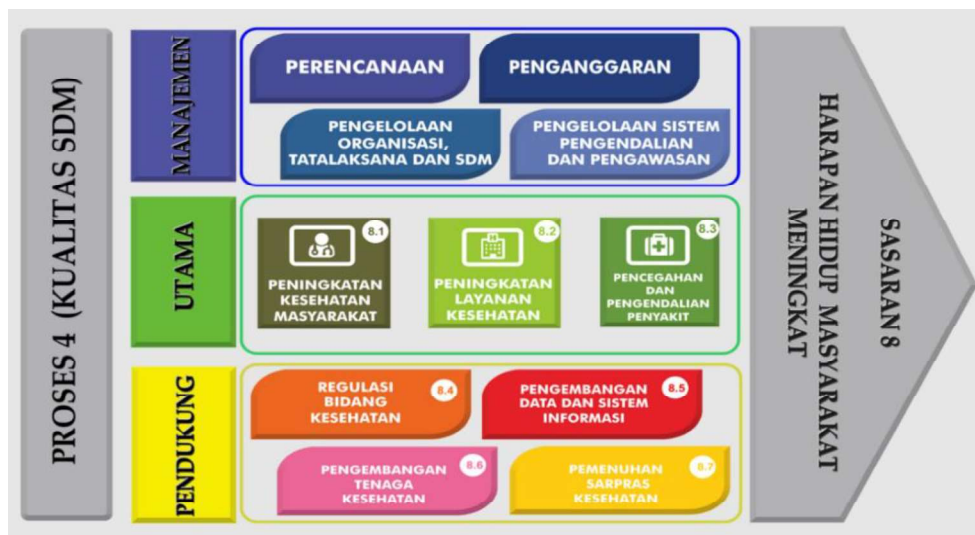 PROSES 4 (KUALITAS SDM)
MANAJEMEN
PERENCANAAN
PENGANGGARAN
PENGELOLAAN
ORGANISASI,
TATALAKSANA DAN SDM
PENGELOLAAN SISTEM
PENGENDALIAN
DAN PENGAWASAN
UTAMA
8.1
PENINGKATAN
KESEHATAN
MASYARAKAT
8.2
PENINGKATAN
LAYANAN
KESEHATAN
8.3
PENCEGAHAN
DAN
PENGENDALIAN
PENYAKIT
PENDUKUNG
REGULASI
BIDANG
KESEHATAN
8.4
PENGEMBANGAN
DATA DAN SISTEM
INFORMASI
8.5
PENGEMBANGAN
TENAGA
KESEHATAN
8.6
PEMENUHAN
SARPRAS
KESEHATAN
8.7
SASARAN 8
HARAPAN HIDUP MASYARAKAT
MENINGKAT